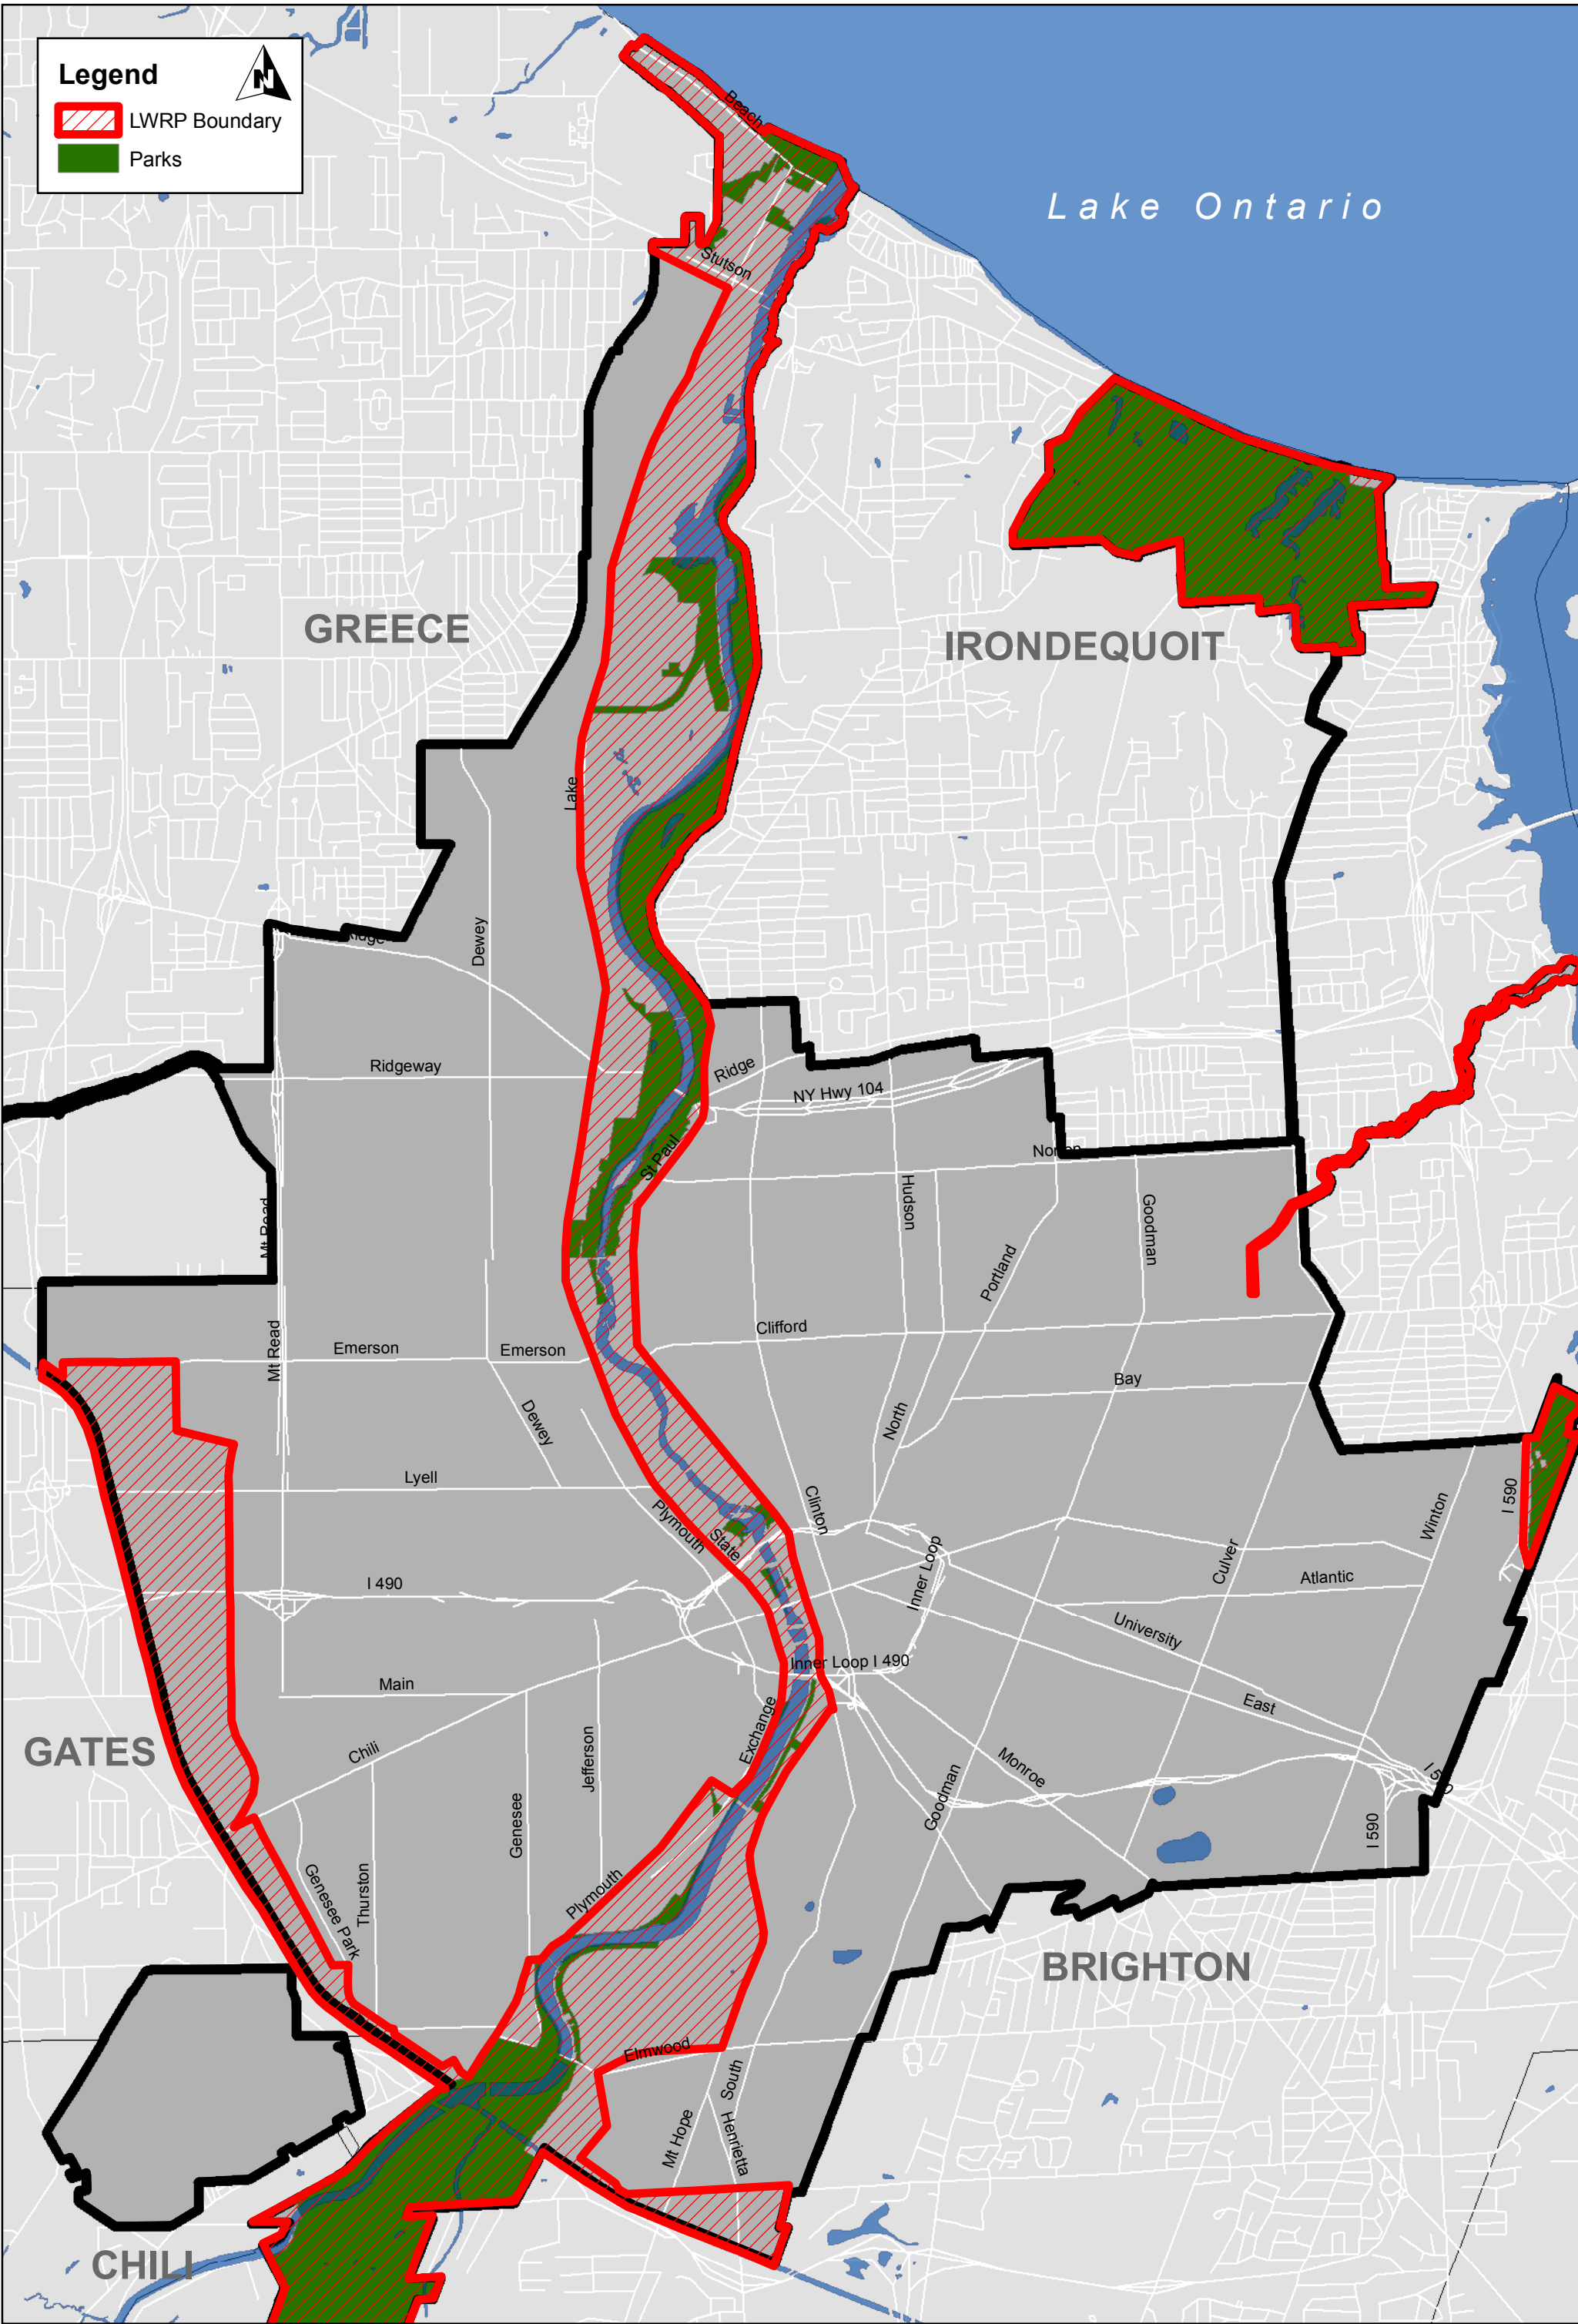 Legend
N
LWRP Boundary
Parks
Beach
Lake Ontario
Stutson
GREECE
IRONDEQUOIT
Lake
Dewey
Ridgeway
Ridge
NY Hwy 104
St Paul
Norton
Mt Read
Hudson
Goodman
Portland
Mt Read
Emerson
Emerson
Clifford
Bay
Dewey
North
Lyell
Clinton
Plymouth
State
I 590
Winton
Inner Loop
Culver
I 490
Atlantic
University
Inner Loop I 490
Main
East
Exchange
GATES
Chili
Jefferson
Monroe
Goodman
Genesee
I 590
Genesee Park
Thurston
Plymouth
BRIGHTON
Elmwood
South
Mt Hope
Henrietta
CHILI